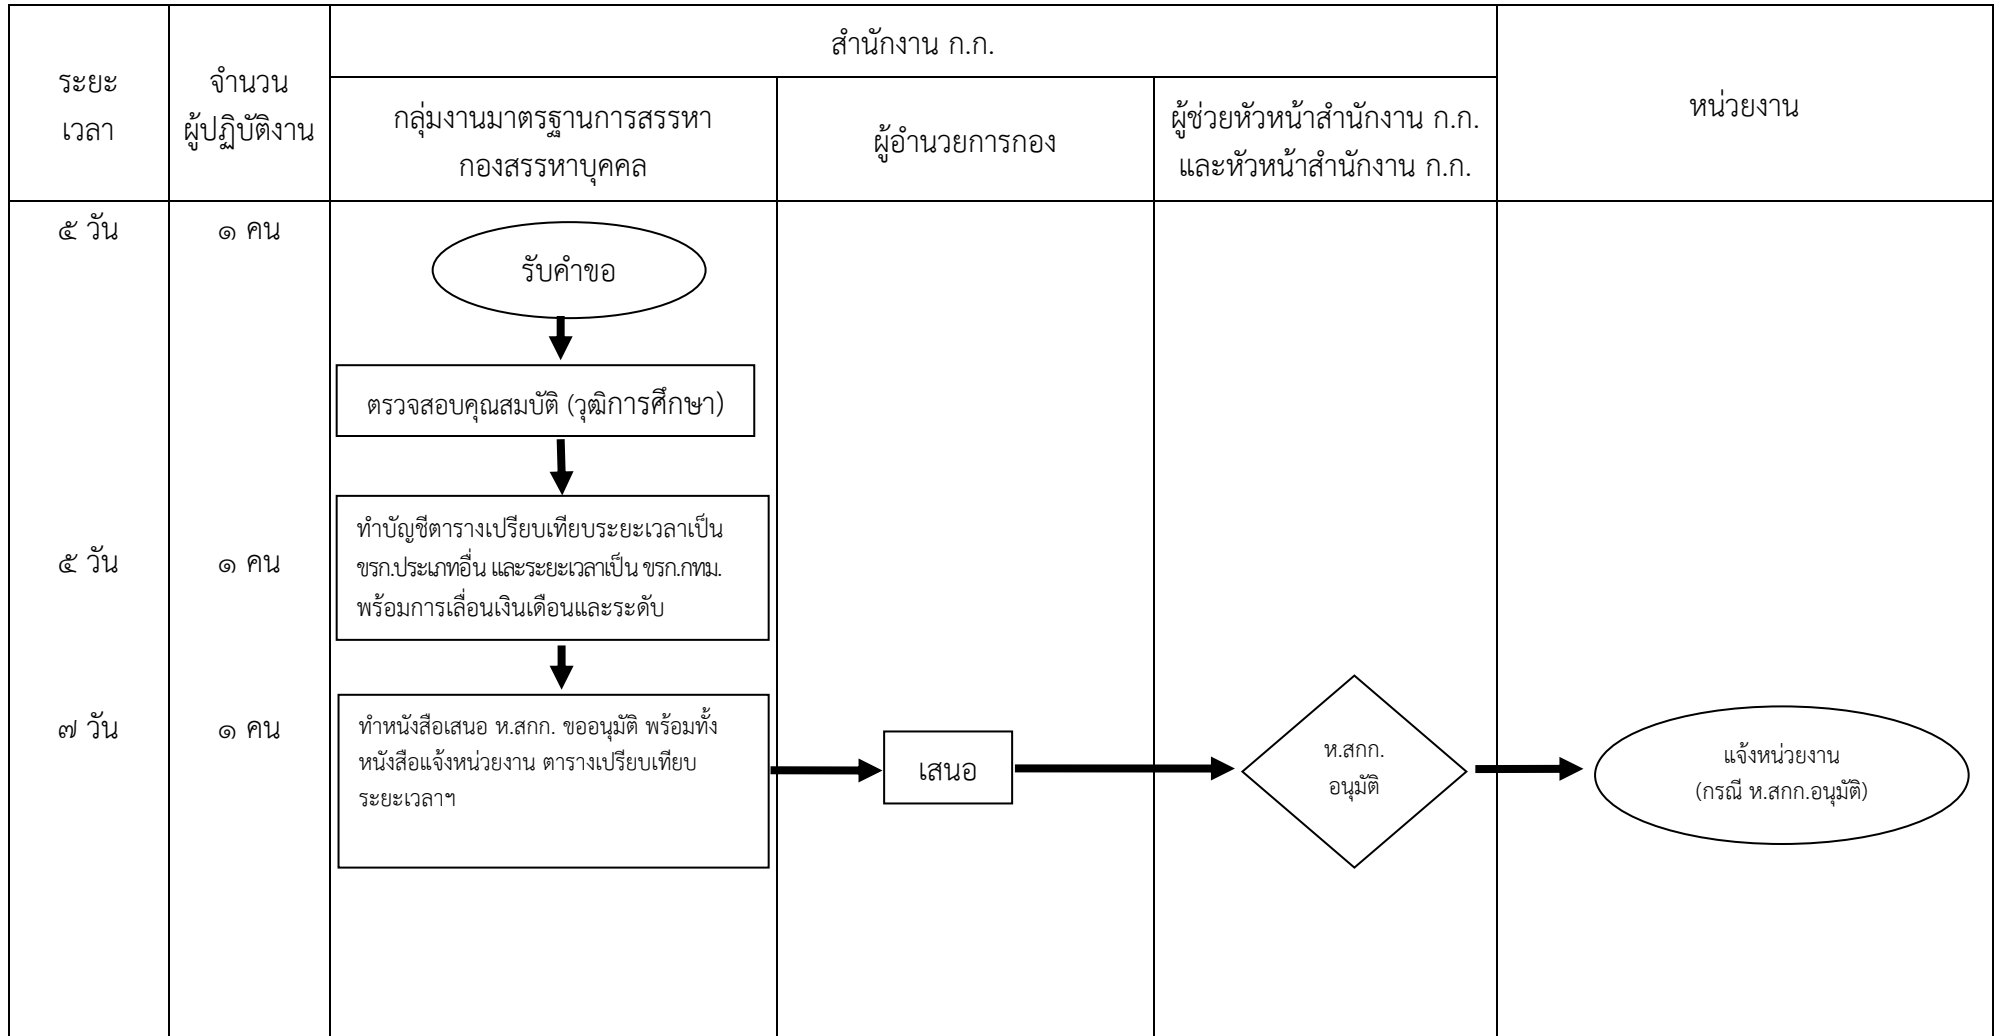 ระยะ
เวลา
จำนวน
ผู้ปฏิบัติงาน
สำนักงาน ก.ก.
กลุ่มงานมาตรฐานการสรรหา
กองสรรหาบุคคล
ผู้อำนวยการกอง
ผู้ช่วยหัวหน้าสำนักงาน ก.ก.
และหัวหน้าสำนักงาน ก.ก.
หน่วยงาน
๕ วัน
๑ คน
รับคำขอ
ตรวจสอบคุณสมบัติ (วุฒิการศึกษา)
๕ วัน
๑ คน
ทำบัญชีตารางเปรียบเทียบระยะเวลาเป็น
ขรก.ประเภทอื่น และระยะเวลาเป็น ขรก.กทม.
พร้อมการเลื่อนเงินเดือนและระดับ
๗ วัน
๑ คน
ทำหนังสือเสนอ ห.สกก. ขออนุมัติ พร้อมทั้ง
หนังสือแจ้งหน่วยงาน ตารางเปรียบเทียบ
ระยะเวลาฯ
เสนอ
ห.สกก.
อนุมัติ
แจ้งหน่วยงาน
(กรณี ห.สกก.อนุมัติ)